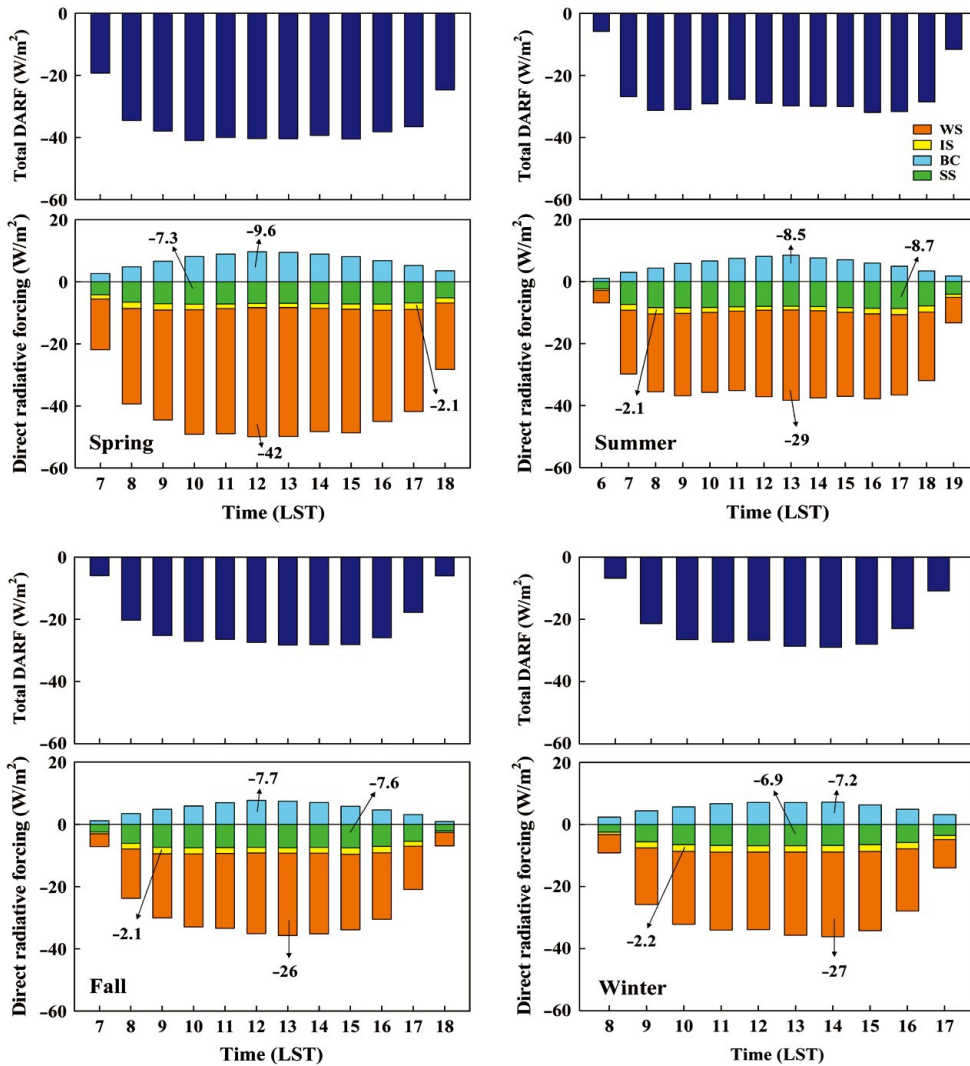 Total DARF (W/m²)
0
−20
−40
−60
Direct radiative forcing (W/m²)
20
0
−20
−40
−60
−7.3
−9.6
−2.1
−42
Spring
7 8 9 10 11 12 13 14 15 16 17 18
Time (LST)
Total DARF (W/m²)
0
−20
−40
−60
WS
IS
BC
SS
Direct radiative forcing (W/m²)
20
0
−20
−40
−60
−8.5
−8.7
−2.1
−29
Summer
6 7 8 9 10 11 12 13 14 15 16 17 18 19
Time (LST)
Total DARF (W/m²)
0
−20
−40
−60
Direct radiative forcing (W/m²)
20
0
−20
−40
−60
−7.7
−7.6
−2.1
−26
Fall
7 8 9 10 11 12 13 14 15 16 17 18
Time (LST)
Total DARF (W/m²)
0
−20
−40
−60
Direct radiative forcing (W/m²)
20
0
−20
−40
−60
−6.9
−7.2
−2.2
−27
Winter
8 9 10 11 12 13 14 15 16 17
Time (LST)